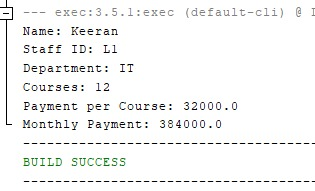 --- exec:3.5.1:exec (default-cli) @
Name: Keeran
Staff ID: L1
Department: IT
Courses: 12
Payment per Course: 32000.0
Monthly Payment: 384000.0
------------------------------------------------
BUILD SUCCESS
------------------------------------------------